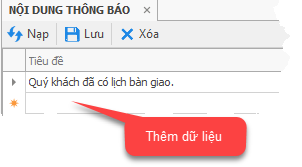 NỘI DUNG THÔNG BÁO
Nạp Lưu Xóa
Tiêu đề
Quý khách đã có lịch bàn giao.
Thêm dữ liệu